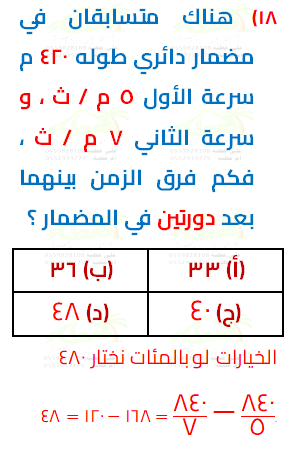 ١٨) هناك متسابقان في
مضمار دائري طوله ٤٢٠ م
سرعة الأول ٥ م / ث ، و
سرعة الثاني ٧ م / ث ،
فكم فرق الزمن بينهما
بعد دورتين في المضمار ؟
(أ) ٣٣ (ب) ٣٦
(ج) ٤٠ (د) ٤٨
الخيارات لو بالمئات نختار ٤٨٠
٨٤٠/٥ − ٨٤٠/٧ = ١٦٨ − ١٢٠ = ٤٨